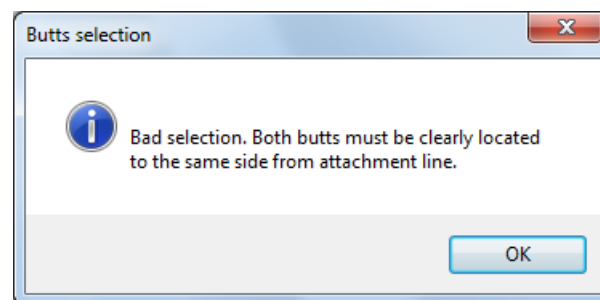 Butts selection
Bad selection. Both butts must be clearly located
to the same side from attachment line.
OK